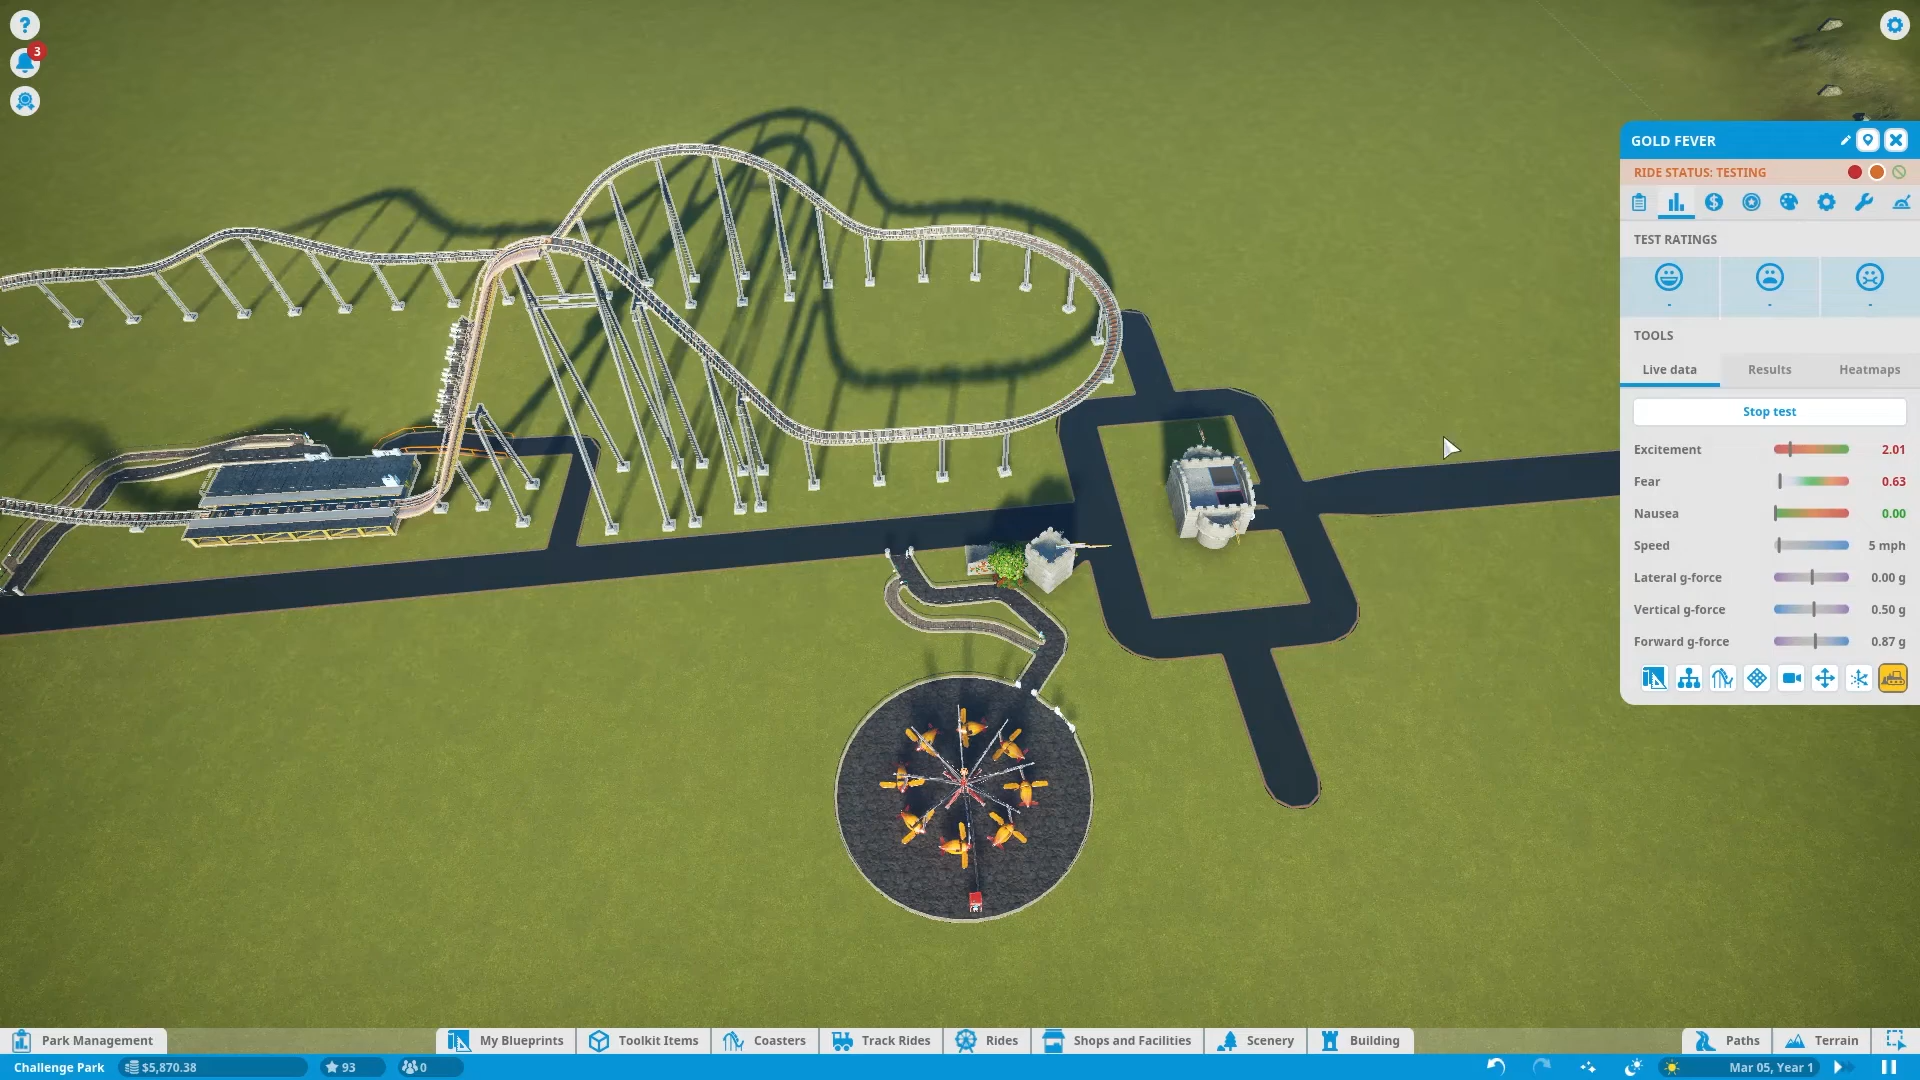 ?
3
GOLD FEVER
RIDE STATUS: TESTING
TEST RATINGS
- - -
TOOLS
Live data Results Heatmaps
Stop test
Excitement 2.01
Fear 0.63
Nausea 0.00
Speed 5 mph
Lateral g-force 0.00 g
Vertical g-force 0.50 g
Forward g-force 0.87 g
Park Management My Blueprints Toolkit Items Coasters Track Rides Rides Shops and Facilities Scenery Building Paths Terrain
Challenge Park $5,870.38 93 0 Mar 05, Year 1